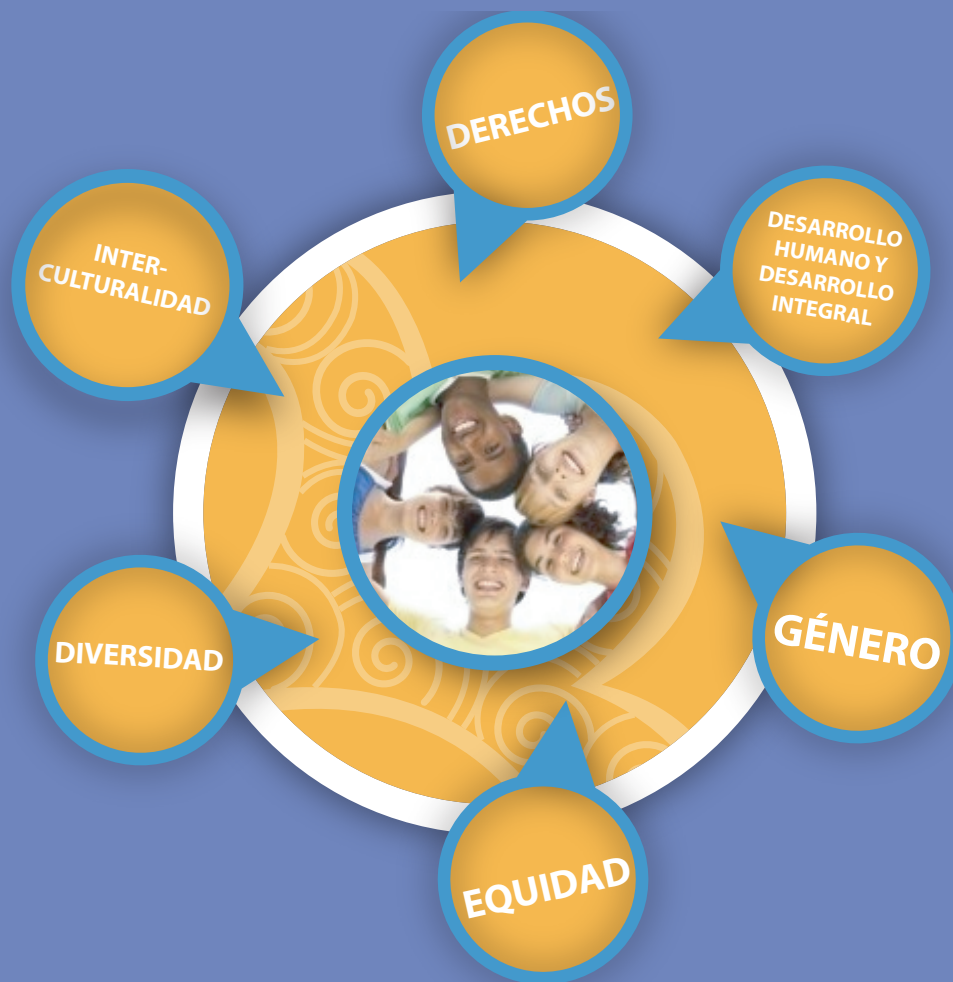 DERECHOS
DESARROLLO
HUMANO Y
DESARROLLO
INTEGRAL
GÉNERO
EQUIDAD
DIVERSIDAD
INTER-
CULTURALIDAD